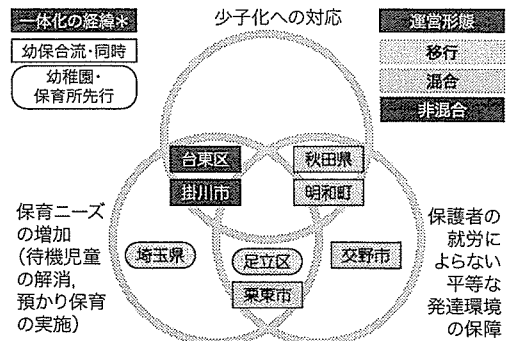 一体化の経緯＊
幼保合流・同時
幼稚園・
保育所先行
少子化への対応
運営形態
移行
混合
非混合
台東区
秋田県
掛川市
明和町
保育ニーズ
の増加
(待機児童
の解消,
預かり保育
の実施)
埼玉県
足立区
交野市
栗東市
保護者の
就労に
よらない
平等な
発達環境
の保障